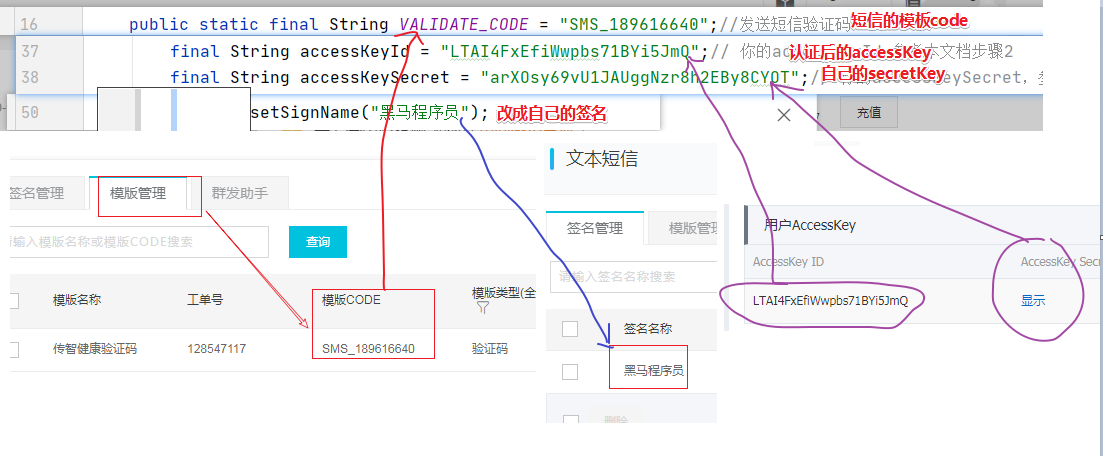 16 public static final String VALIDATE_CODE = "SMS_189616640";//发送短信验证码 短信的模板code
37 final String accessKeyId = "LTAI4FxEfiWwpbs71BYi5JmQ";// 你的 认证后的accessKey 本文档步骤2
38 final String accessKeySecret = "arXOsy69vU1JAUggNzr8h2EBy8CYOT";// 自己的secretKey eySecret,
50 setSignName("黑马程序员"); 改成自己的签名
充值
文本短信
签名管理 模版管理 群发助手
签名管理 模版管理
用户AccessKey
请输入模版名称或模版CODE搜索 查询
请输入签名名称搜索
AccessKey ID AccessKey Secr
模版名称 工单号 模版CODE 模版类型(全
LTAI4FxEfiWwpbs71BYi5JmQ 显示
签名名称
传智健康验证码 128547117 SMS_189616640 验证码
黑马程序员
删除